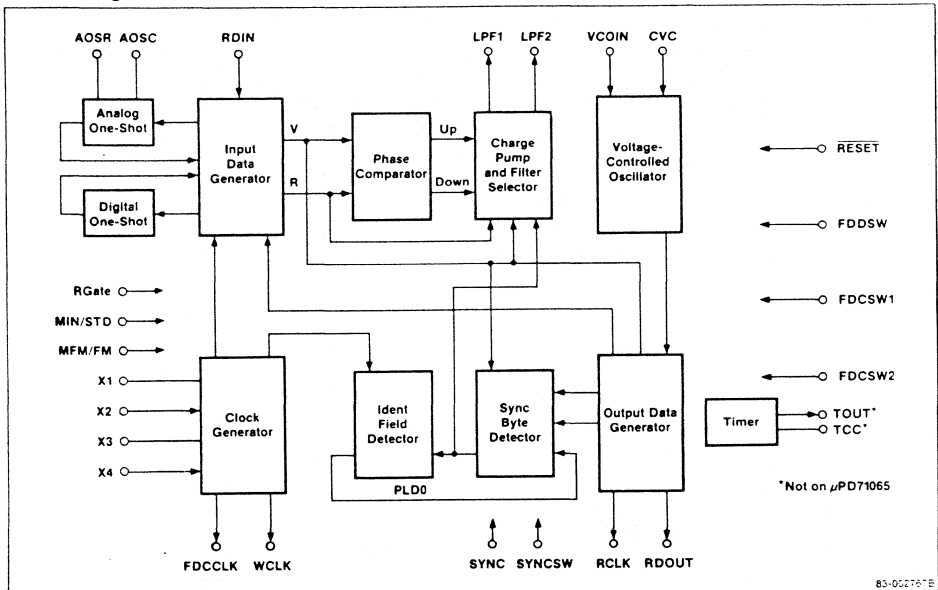 AOSR AOSC RDIN LPF1 LPF2 VCOIN CVC
Analog
One-Shot
Input
Data
Generator
V
R
Phase
Comparator
Up
Down
Charge
Pump
and Filter
Selector
Voltage-
Controlled
Oscillator
RESET
Digital
One-Shot
FDDSW
RGate
MIN/STD
MFM/FM
X1
X2
X3
X4
Clock
Generator
Ident
Field
Detector
Sync
Byte
Detector
Output Data
Generator
FDCSW1
FDCSW2
Timer
TOUT*
TCC*
PLD0
*Not on µPD71065
FDCCLK WCLK SYNC SYNCSW RCLK RDOUT